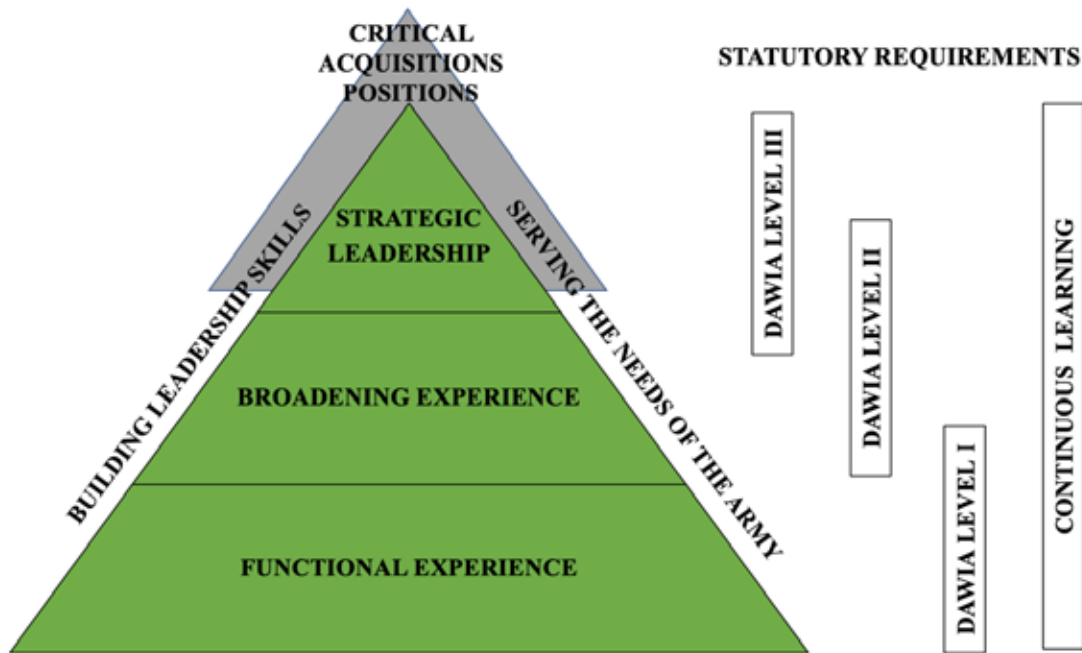 CRITICAL
ACQUISITIONS
POSITIONS
STATUTORY REQUIREMENTS
STRATEGIC
LEADERSHIP
BROADENING EXPERIENCE
FUNCTIONAL EXPERIENCE
BUILDING LEADERSHIP SKILLS
SERVING THE NEEDS OF THE ARMY
DAWIA LEVEL III
DAWIA LEVEL II
DAWIA LEVEL I
CONTINUOUS LEARNING